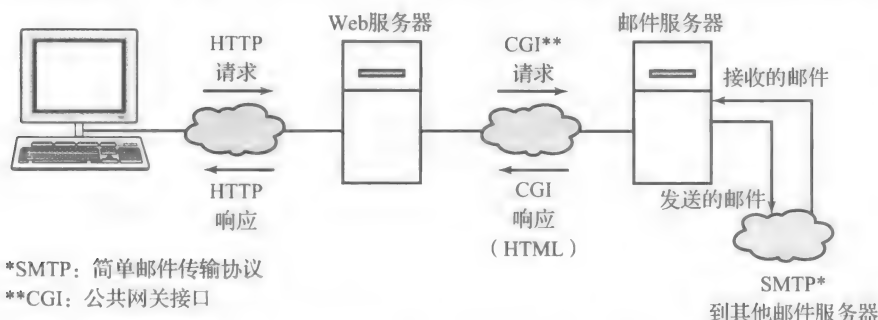 Web服务器
邮件服务器
HTTP
请求
CGI**
请求
接收的邮件
HTTP
响应
CGI
响应
(HTML)
发送的邮件
*SMTP:简单邮件传输协议
**CGI:公共网关接口
SMTP*
到其他邮件服务器